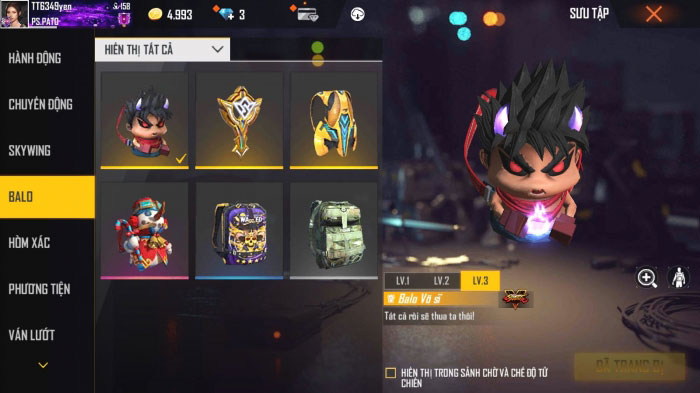 TT6349yen
PS.PATO
158
4.993
3
SƯU TẬP
HÀNH ĐỘNG
HIỂN THỊ TẤT CẢ
CHUYỂN ĐỘNG
SKYWING
BALO
HÒM XÁC
PHƯƠNG TIỆN
VÁN LƯỚT
LV.1
LV.2
LV.3
Balo Võ sĩ
Tất cả rồi sẽ thua ta thôi!
HIỂN THỊ TRONG SẢNH CHỜ VÀ CHẾ ĐỘ TỬ
CHIẾN
ĐÃ TRANG BỊ